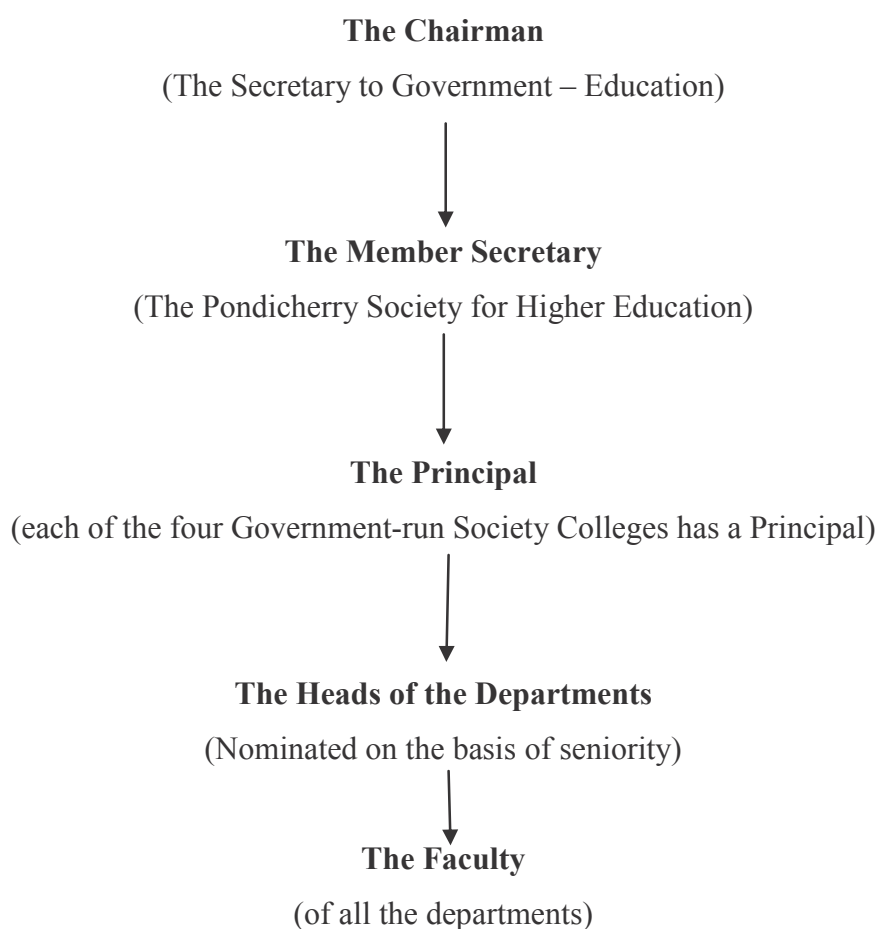 The Chairman
(The Secretary to Government – Education)
The Member Secretary
(The Pondicherry Society for Higher Education)
The Principal
(each of the four Government-run Society Colleges has a Principal)
The Heads of the Departments
(Nominated on the basis of seniority)
The Faculty
(of all the departments)